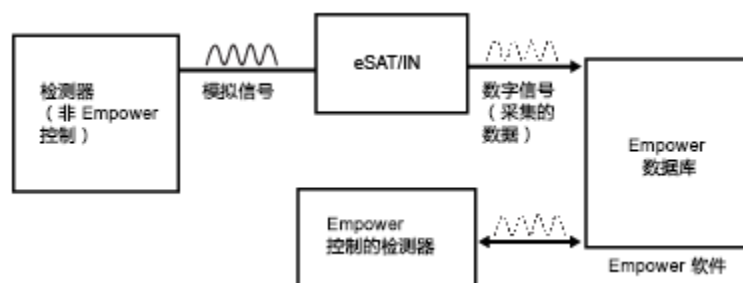 检测器
（非 Empower
控制）
模拟信号
eSAT/IN
数字信号
（采集的
数据）
Empower
数据库
Empower
控制的检测器
Empower 软件